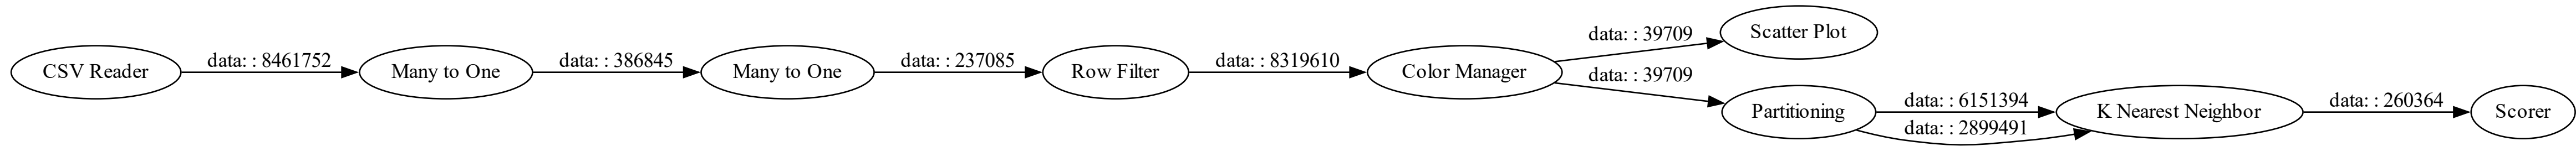 CSV Reader
data: : 8461752
Many to One
data: : 386845
Many to One
data: : 237085
Row Filter
data: : 8319610
Color Manager
data: : 39709
Scatter Plot
data: : 39709
Partitioning
data: : 6151394
data: : 2899491
K Nearest Neighbor
data: : 260364
Scorer